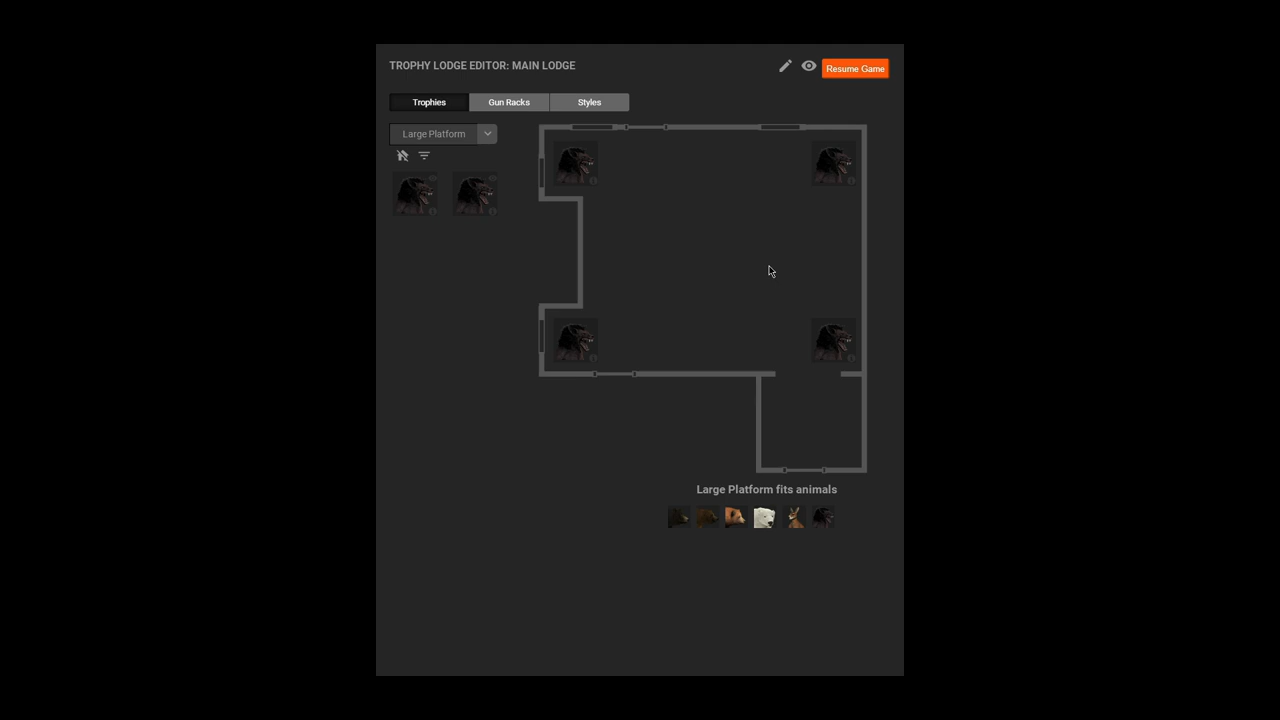 TROPHY LODGE EDITOR: MAIN LODGE
Resume Game
Trophies
Gun Racks
Styles
Large Platform
Large Platform fits animals